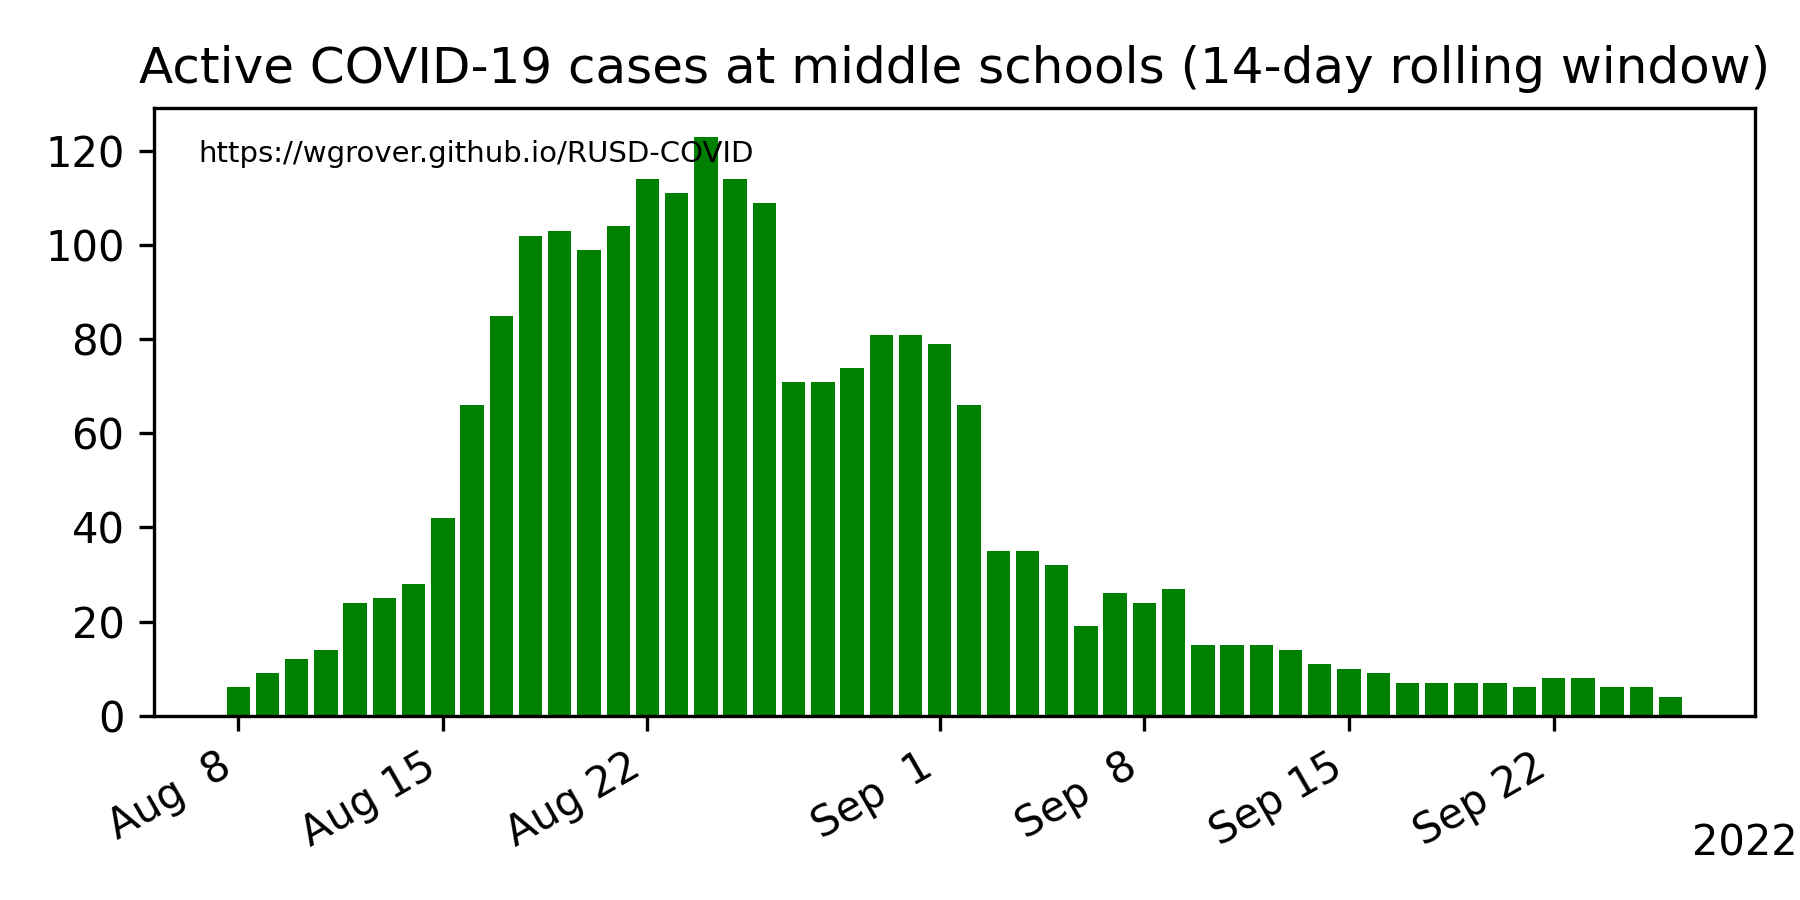 Active COVID-19 cases at middle schools (14-day rolling window)
https://wgrover.github.io/RUSD-COVID
120
100
80
60
40
20
0
Aug 8
Aug 15
Aug 22
Sep 1
Sep 8
Sep 15
Sep 22
2022